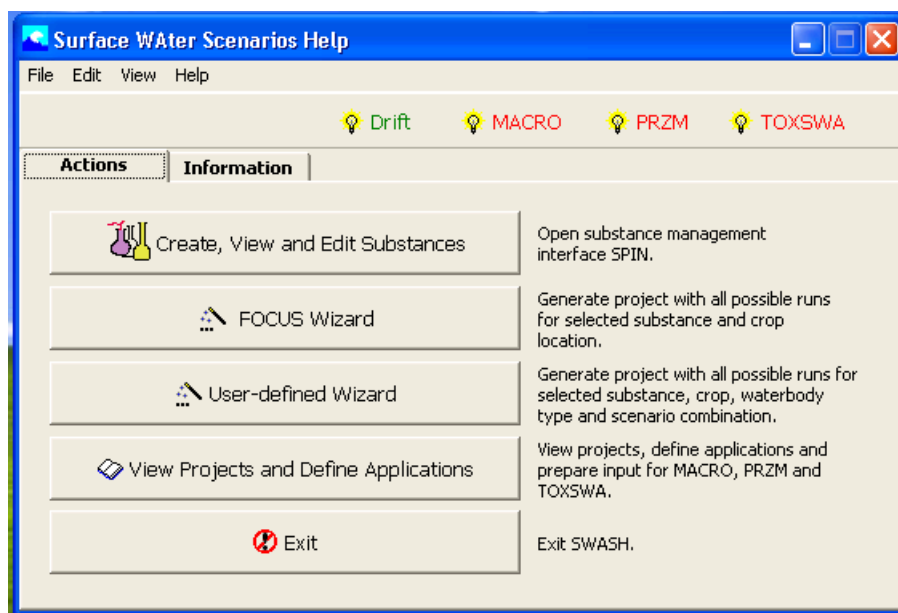 Surface WAter Scenarios Help
File Edit View Help
Drift MACRO PRZM TOXSWA
Actions Information
Create, View and Edit Substances
Open substance management
interface SPIN.
FOCUS Wizard
Generate project with all possible runs
for selected substance and crop
location.
User-defined Wizard
Generate project with all possible runs for
selected substance, crop, waterbody
type and scenario combination.
View Projects and Define Applications
View projects, define applications and
prepare input for MACRO, PRZM and
TOXSWA.
Exit
Exit SWASH.